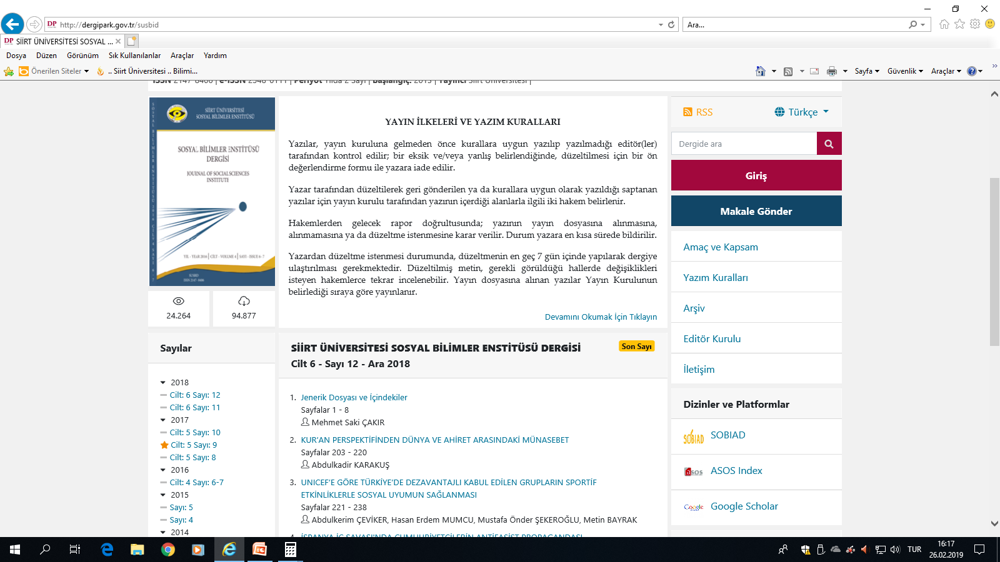 http://dergipark.gov.tr/susbid
Ara...
DP SİİRT ÜNİVERSİTESİ SOSYAL ...
Dosya Düzen Görünüm Sık Kullanılanlar Araçlar Yardım
Önerilen Siteler .. Siirt Üniversitesi .. Bilimi...
Sayfa Güvenlik Araçlar
ISSN 2147-8406 | e-ISSN 2548-0111 | Periyot Yılda 2 Sayı | Başlangıç: 2013 | Yayıncı Siirt Üniversitesi |
SİİRT ÜNİVERSİTESİ
SOSYAL BİLİMLER ENSTİTÜSÜ
SOSYAL BİLİMLER ENSTİTÜSÜ
DERGİSİ
JOURNAL OF SOCIAL SCIENCES
INSTITUTE
YIL - YEAR 2016 | CİLT - VOLUME 4 | SAYI - ISSUE 6- 7
SUSBD
ISSN 2147 - 8406
24.264
94.877
YAYIN İLKELERİ VE YAZIM KURALLARI
Yazılar, yayın kuruluna gelmeden önce kurallara uygun yazılıp yazılmadığı editör(ler)
tarafından kontrol edilir; bir eksik ve/veya yanlış belirlendiğinde, düzeltilmesi için bir ön
değerlendirme formu ile yazara iade edilir.
Yazar tarafından düzeltilerek geri gönderilen ya da kurallara uygun olarak yazıldığı saptanan
yazılar için yayın kurulu tarafından yazının içerdiği alanlarla ilgili iki hakem belirlenir.
Hakemlerden gelecek rapor doğrultusunda; yazının yayın dosyasına alınmasına,
alınmamasına ya da düzeltme istenmesine karar verilir. Durum yazara en kısa sürede bildirilir.
Yazardan düzeltme istenmesi durumunda, düzeltmenin en geç 7 gün içinde yapılarak dergiye
ulaştırılması gerekmektedir. Düzeltilmiş metin, gerekli görüldüğü hallerde değişiklikleri
isteyen hakemlerce tekrar incelenebilir. Yayın dosyasına alınan yazılar Yayın Kurulunun
belirlediği sıraya göre yayınlanır.
Devamını Okumak İçin Tıklayın
RSS
Türkçe
Dergide ara
Giriş
Makale Gönder
Amaç ve Kapsam
Yazım Kuralları
Arşiv
Editör Kurulu
İletişim
Dizinler ve Platformlar
SOBIAD SOBIAD
asos ASOS Index
Google Google Scholar
Sayılar
2018
Cilt: 6 Sayı: 12
Cilt: 6 Sayı: 11
2017
Cilt: 5 Sayı: 10
Cilt: 5 Sayı: 9
Cilt: 5 Sayı: 8
2016
Cilt: 4 Sayı: 6-7
2015
Sayı: 5
Sayı: 4
2014
SİİRT ÜNİVERSİTESİ SOSYAL BİLİMLER ENSTİTÜSÜ DERGİSİ
Son Sayı
Cilt 6 - Sayı 12 - Ara 2018
1. Jenerik Dosyası ve İçindekiler
Sayfalar 1 - 8
Mehmet Saki ÇAKIR
2. KUR’AN PERSPEKTİFİNDEN DÜNYA VE AHİRET ARASINDAKİ MÜNASEBET
Sayfalar 203 - 220
Abdulkadir KARAKUŞ
3. UNICEF’E GÖRE TÜRKİYE’DE DEZAVANTAJLI KABUL EDİLEN GRUPLARIN SPORTİF
ETKİNLİKLERLE SOSYAL UYUMUN SAĞLANMASI
Sayfalar 221 - 238
Abdulkerim ÇEVİKER, Hasan Erdem MUMCU, Mustafa Önder ŞEKEROĞLU, Metin BAYRAK
4. İSPANYA İÇ SAVAŞI'NDA CUMHURİYETÇİLERİN ANTİFAŞİST PROPAGANDASI
TUR
16:17
26.02.2019